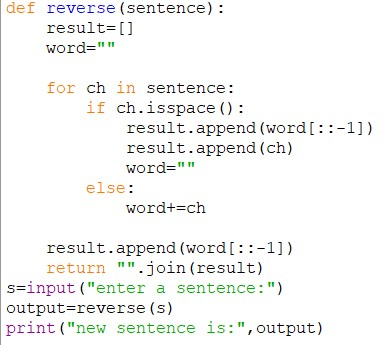 def reverse(sentence):
    result=[]
    word=""

    for ch in sentence:
        if ch.isspace():
            result.append(word[::-1])
            result.append(ch)
            word=""
        else:
            word+=ch

    result.append(word[::-1])
    return "".join(result)
s=input("enter a sentence:")
output=reverse(s)
print("new sentence is:",output)